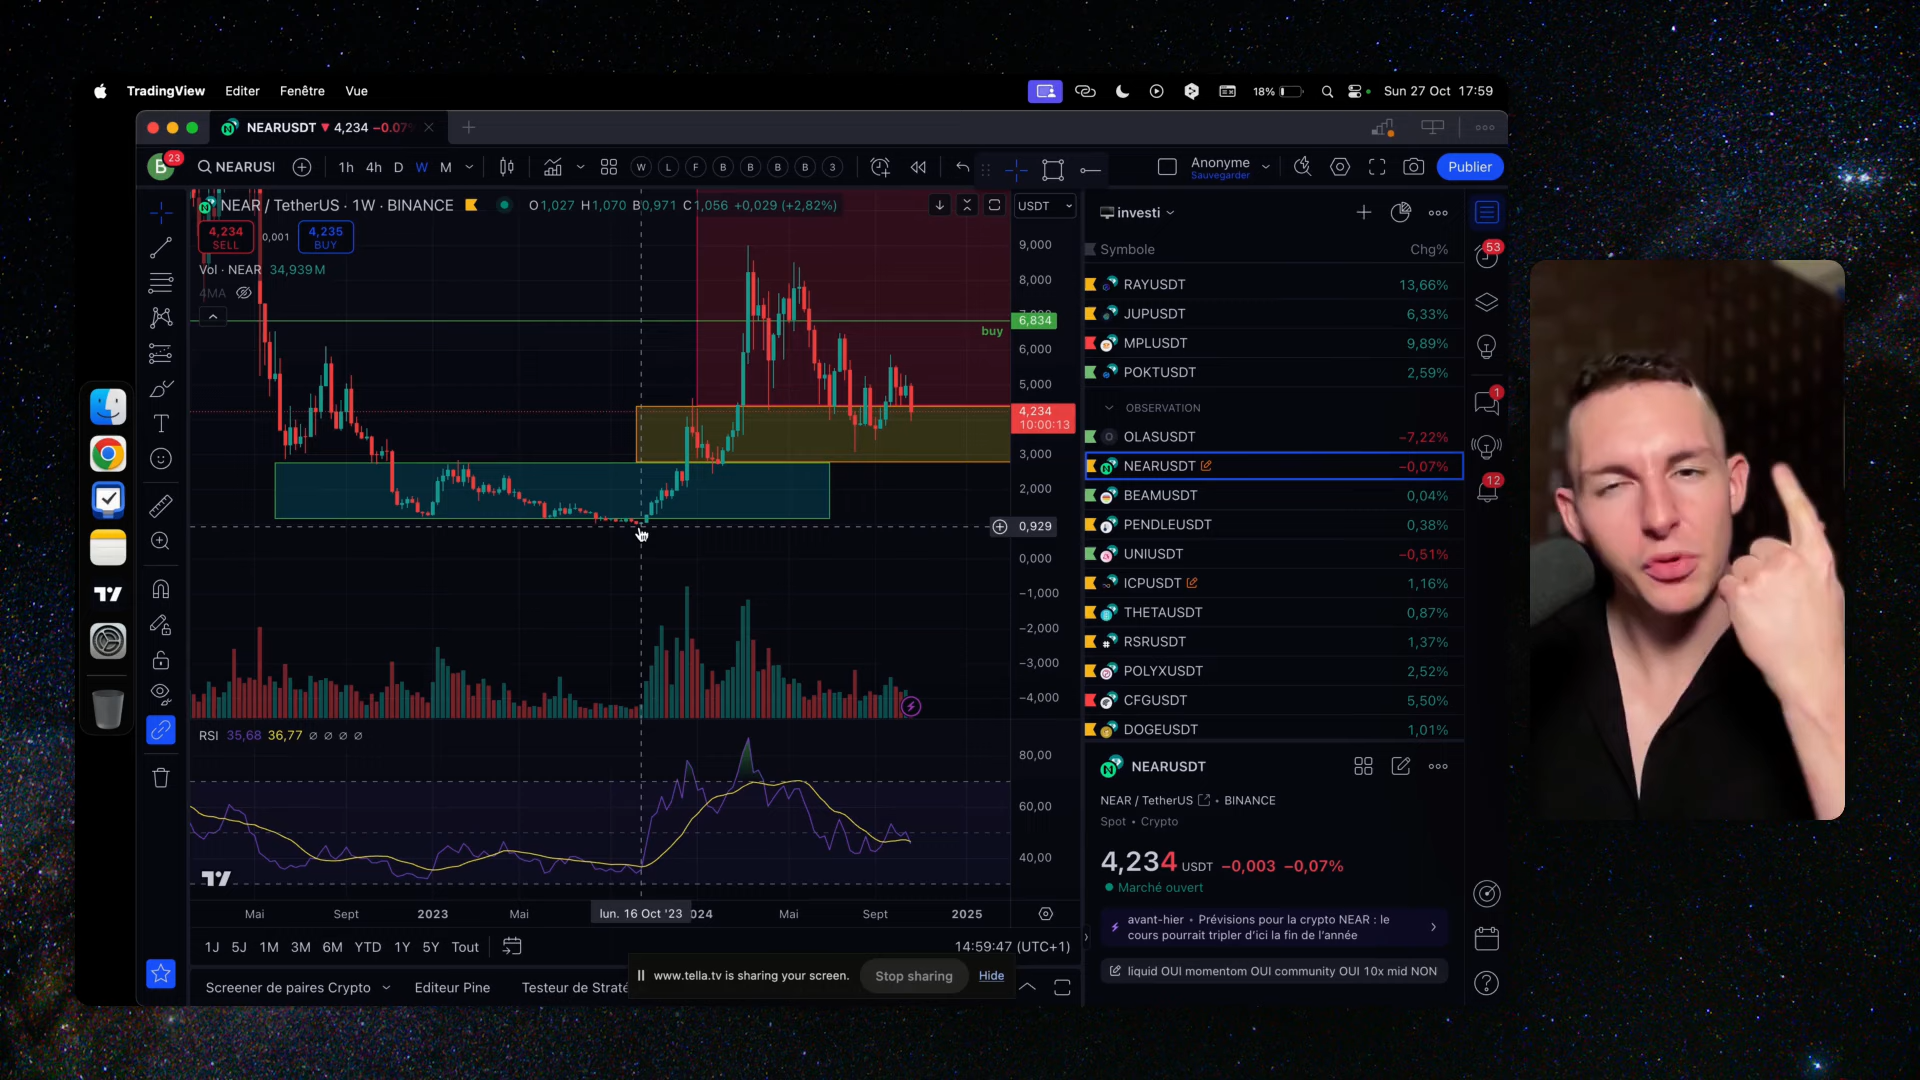 TradingView Editer Fenêtre Vue
18% Sun 27 Oct 17:59
NEARUSDT 4,234 −0.07%
B 23 NEARUSI 1h 4h D W M W L F B B B B 3 Anonyme Publier
Sauvegarder
NEAR / TetherUS · 1W · BINANCE O1,027 H1,070 B0,971 C1,056 +0,029 (+2,82%) USDT
4,234 SELL 0,001 4,235 BUY
Vol · NEAR 34,939M
4MA
buy
9,000
8,000
6,834
6,000
5,000
4,234
10:00:13
3,000
2,000
0,929
0,000
−1,000
−2,000
−3,000
−4,000
RSI 35,68 36,77 ∅ ∅ ∅ ∅
80,00
60,00
40,00
Mai Sept 2023 Mai lun. 16 Oct '23 024 Mai Sept 2025
1J 5J 1M 3M 6M YTD 1Y 5Y Tout 14:59:47 (UTC+1)
www.tella.tv is sharing your screen. Stop sharing Hide
Screener de paires Crypto Editeur Pine Testeur de Straté
investi
Symbole Chg%
RAYUSDT 13,66%
JUPUSDT 6,33%
MPLUSDT 9,89%
POKTUSDT 2,59%
OBSERVATION
OLASUSDT −7,22%
NEARUSDT −0,07%
BEAMUSDT 0,04%
PENDLEUSDT 0,38%
UNIUSDT −0,51%
ICPUSDT 1,16%
THETAUSDT 0,87%
RSRUSDT 1,37%
POLYXUSDT 2,52%
CFGUSDT 5,50%
DOGEUSDT 1,01%
NEARUSDT
NEAR / TetherUS • BINANCE
Spot • Crypto
4,234 USDT −0,003 −0,07%
Marché ouvert
avant-hier • Prévisions pour la crypto NEAR : le
cours pourrait tripler d'ici la fin de l'année
liquid OUI momentom OUI community OUI 10x mid NON
53
1
12